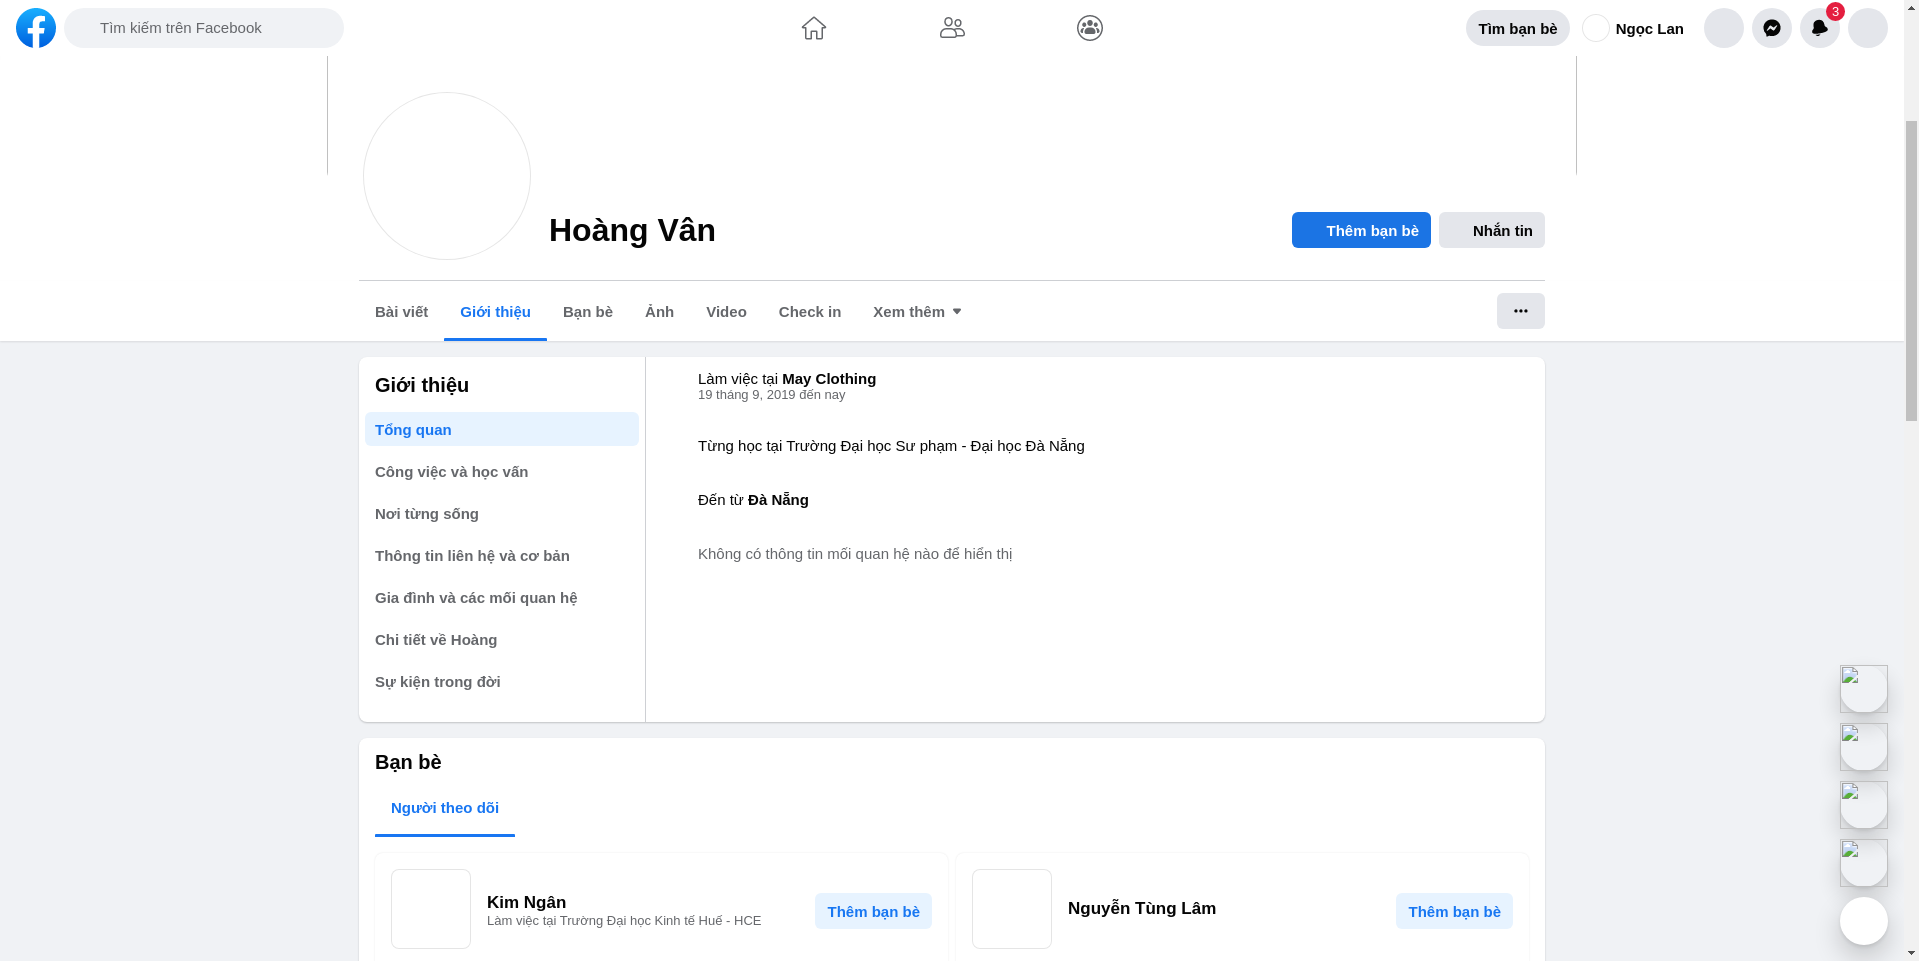 Tìm kiếm trên Facebook
Tìm bạn bè
Ngọc Lan
3
Hoàng Vân
Thêm bạn bè
Nhắn tin
Bài viết
Giới thiệu
Bạn bè
Ảnh
Video
Check in
Xem thêm
Giới thiệu
Tổng quan
Công việc và học vấn
Nơi từng sống
Thông tin liên hệ và cơ bản
Gia đình và các mối quan hệ
Chi tiết về Hoàng
Sự kiện trong đời
Làm việc tại May Clothing
19 tháng 9, 2019 đến nay
Từng học tại Trường Đại học Sư phạm - Đại học Đà Nẵng
Đến từ Đà Nẵng
Không có thông tin mối quan hệ nào để hiển thị
Bạn bè
Người theo dõi
Kim Ngân
Làm việc tại Trường Đại học Kinh tế Huế - HCE
Thêm bạn bè
Nguyễn Tùng Lâm
Thêm bạn bè